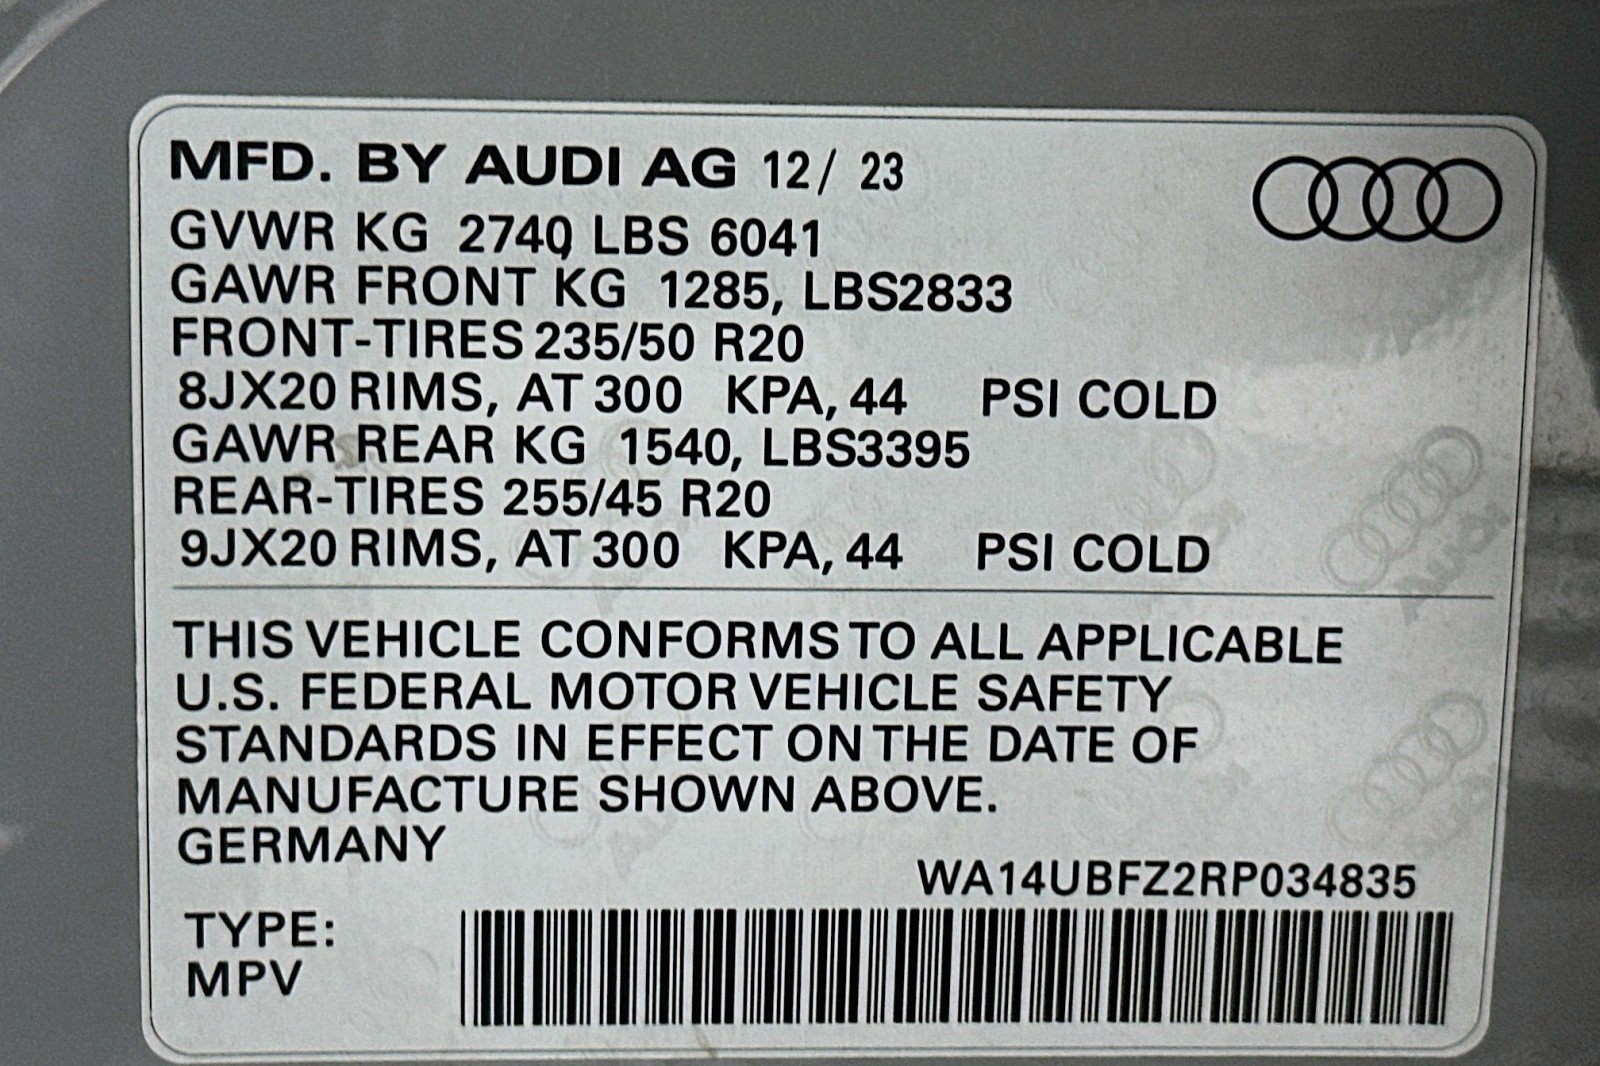 MFD. BY AUDI AG 12/ 23
GVWR KG 2740, LBS 6041
GAWR FRONT KG 1285, LBS2833
FRONT-TIRES 235/50 R20
8JX20 RIMS, AT 300 KPA, 44 PSI COLD
GAWR REAR KG 1540, LBS3395
REAR-TIRES 255/45 R20
9JX20 RIMS, AT 300 KPA, 44 PSI COLD
THIS VEHICLE CONFORMS TO ALL APPLICABLE
U.S. FEDERAL MOTOR VEHICLE SAFETY
STANDARDS IN EFFECT ON THE DATE OF
MANUFACTURE SHOWN ABOVE.
GERMANY
WA14UBFZ2RP034835
TYPE:
MPV
Audi
Audi
Audi